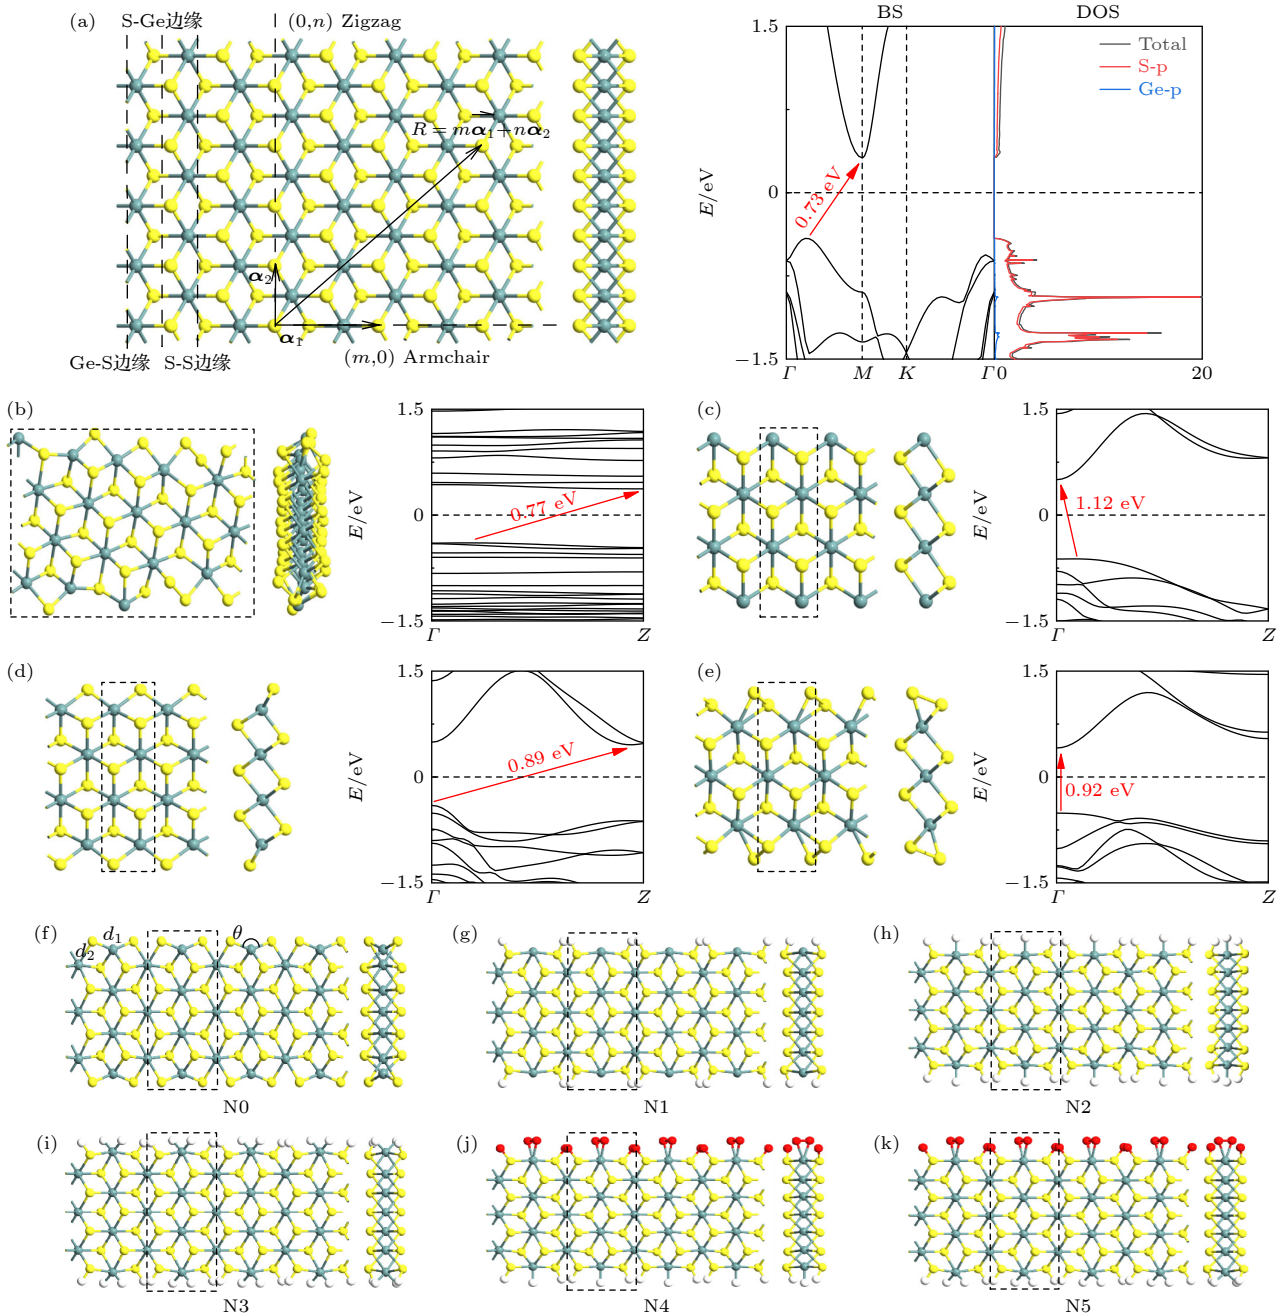 (a)
S-Ge边缘
(0,n) Zigzag
R = mα₁+nα₂
α₂
α₁
(m,0) Armchair
Ge-S边缘
S-S边缘
BS
DOS
1.5
0
−1.5
E/eV
0.73 eV
Total
S-p
Ge-p
Γ
M
K
Γ
0
20
(b)
1.5
0
−1.5
E/eV
0.77 eV
Γ
Z
(c)
1.5
0
−1.5
E/eV
1.12 eV
Γ
Z
(d)
1.5
0
−1.5
E/eV
0.89 eV
Γ
Z
(e)
1.5
0
−1.5
E/eV
0.92 eV
Γ
Z
(f)
d₁
d₂
θ
N0
(g)
N1
(h)
N2
(i)
N3
(j)
N4
(k)
N5